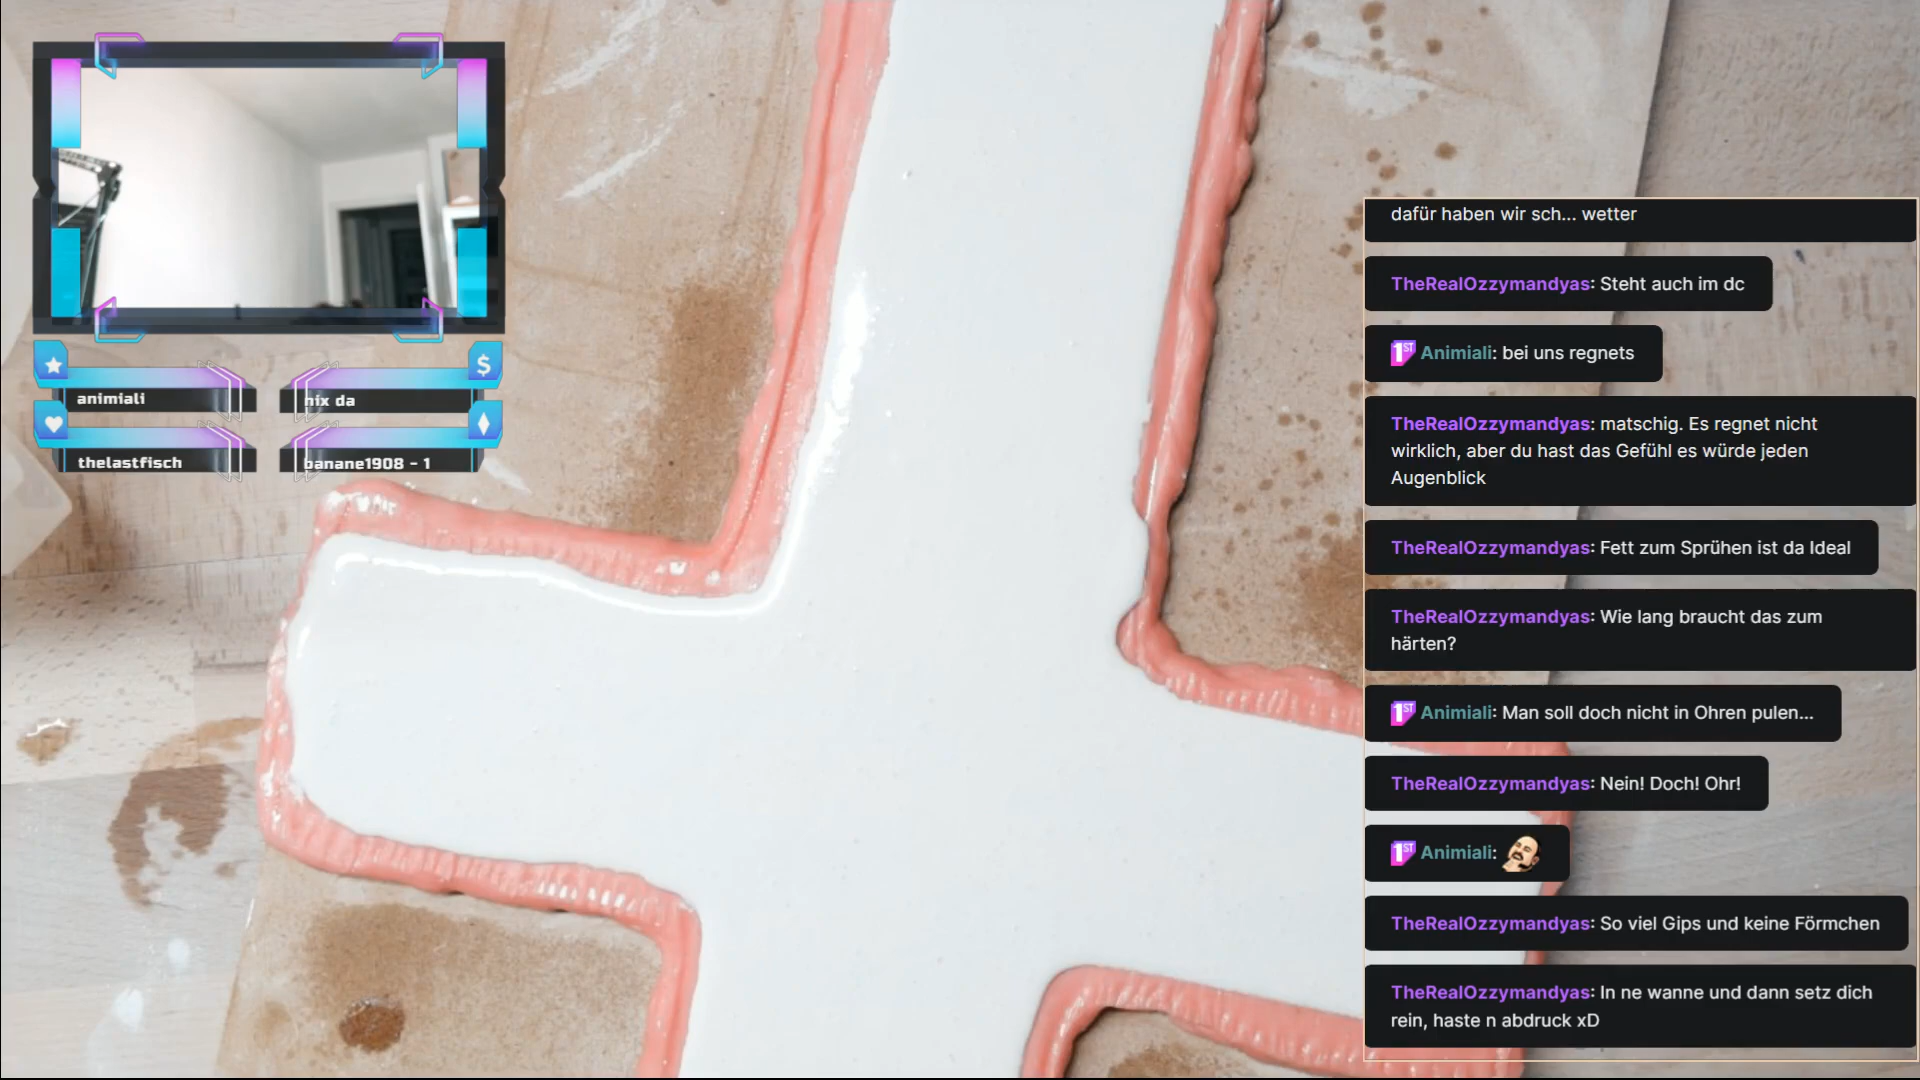 animiali
nix da
thelastfisch
banane1908 - 1
dafür haben wir sch... wetter
TheRealOzzymandyas: Steht auch im dc
1ST Animiali: bei uns regnets
TheRealOzzymandyas: matschig. Es regnet nicht
wirklich, aber du hast das Gefühl es würde jeden
Augenblick
TheRealOzzymandyas: Fett zum Sprühen ist da Ideal
TheRealOzzymandyas: Wie lang braucht das zum
härten?
1ST Animiali: Man soll doch nicht in Ohren pulen...
TheRealOzzymandyas: Nein! Doch! Ohr!
1ST Animiali:
TheRealOzzymandyas: So viel Gips und keine Förmchen
TheRealOzzymandyas: In ne wanne und dann setz dich
rein, haste n abdruck xD